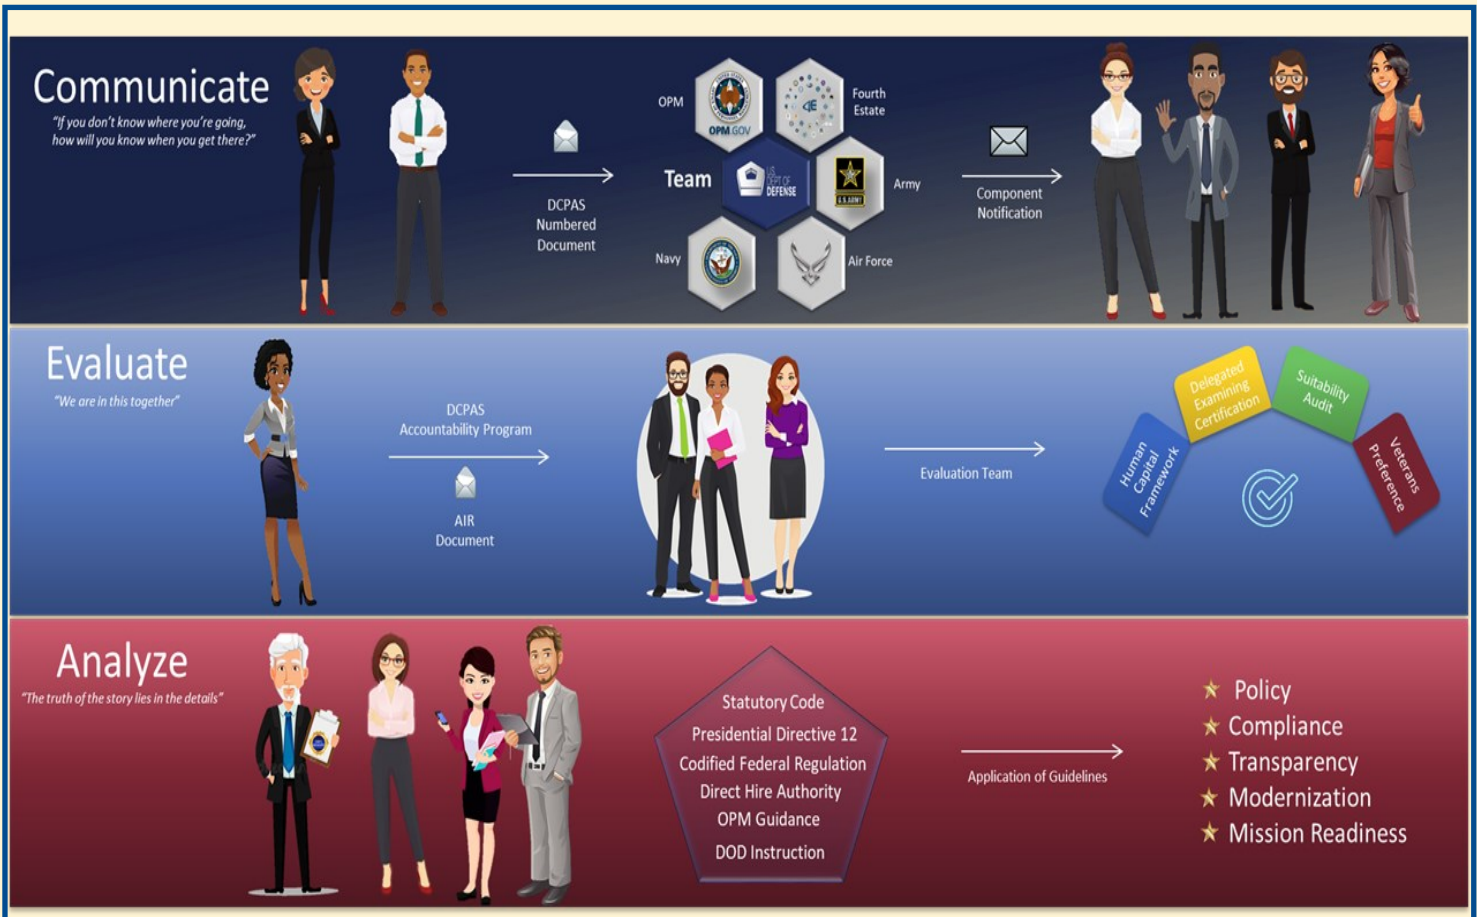 Communicate
"If you don't know where you're going,
how will you know when you get there?"
DCPAS
Numbered
Document
OPM
OPM.GOV
Fourth
Estate
4E
Team
U.S.
DEPT OF
DEFENSE
U.S.ARMY
Army
Navy
Air Force
Component
Notification
Evaluate
"We are in this together"
DCPAS
Accountability Program
AIR
Document
Evaluation Team
Human
Capital
Framework
Delegated
Examining
Certification
Suitability
Audit
Veterans
Preference
Analyze
"The truth of the story lies in the details"
Statutory Code
Presidential Directive 12
Codified Federal Regulation
Direct Hire Authority
OPM Guidance
DOD Instruction
Application of Guidelines
Policy
Compliance
Transparency
Modernization
Mission Readiness